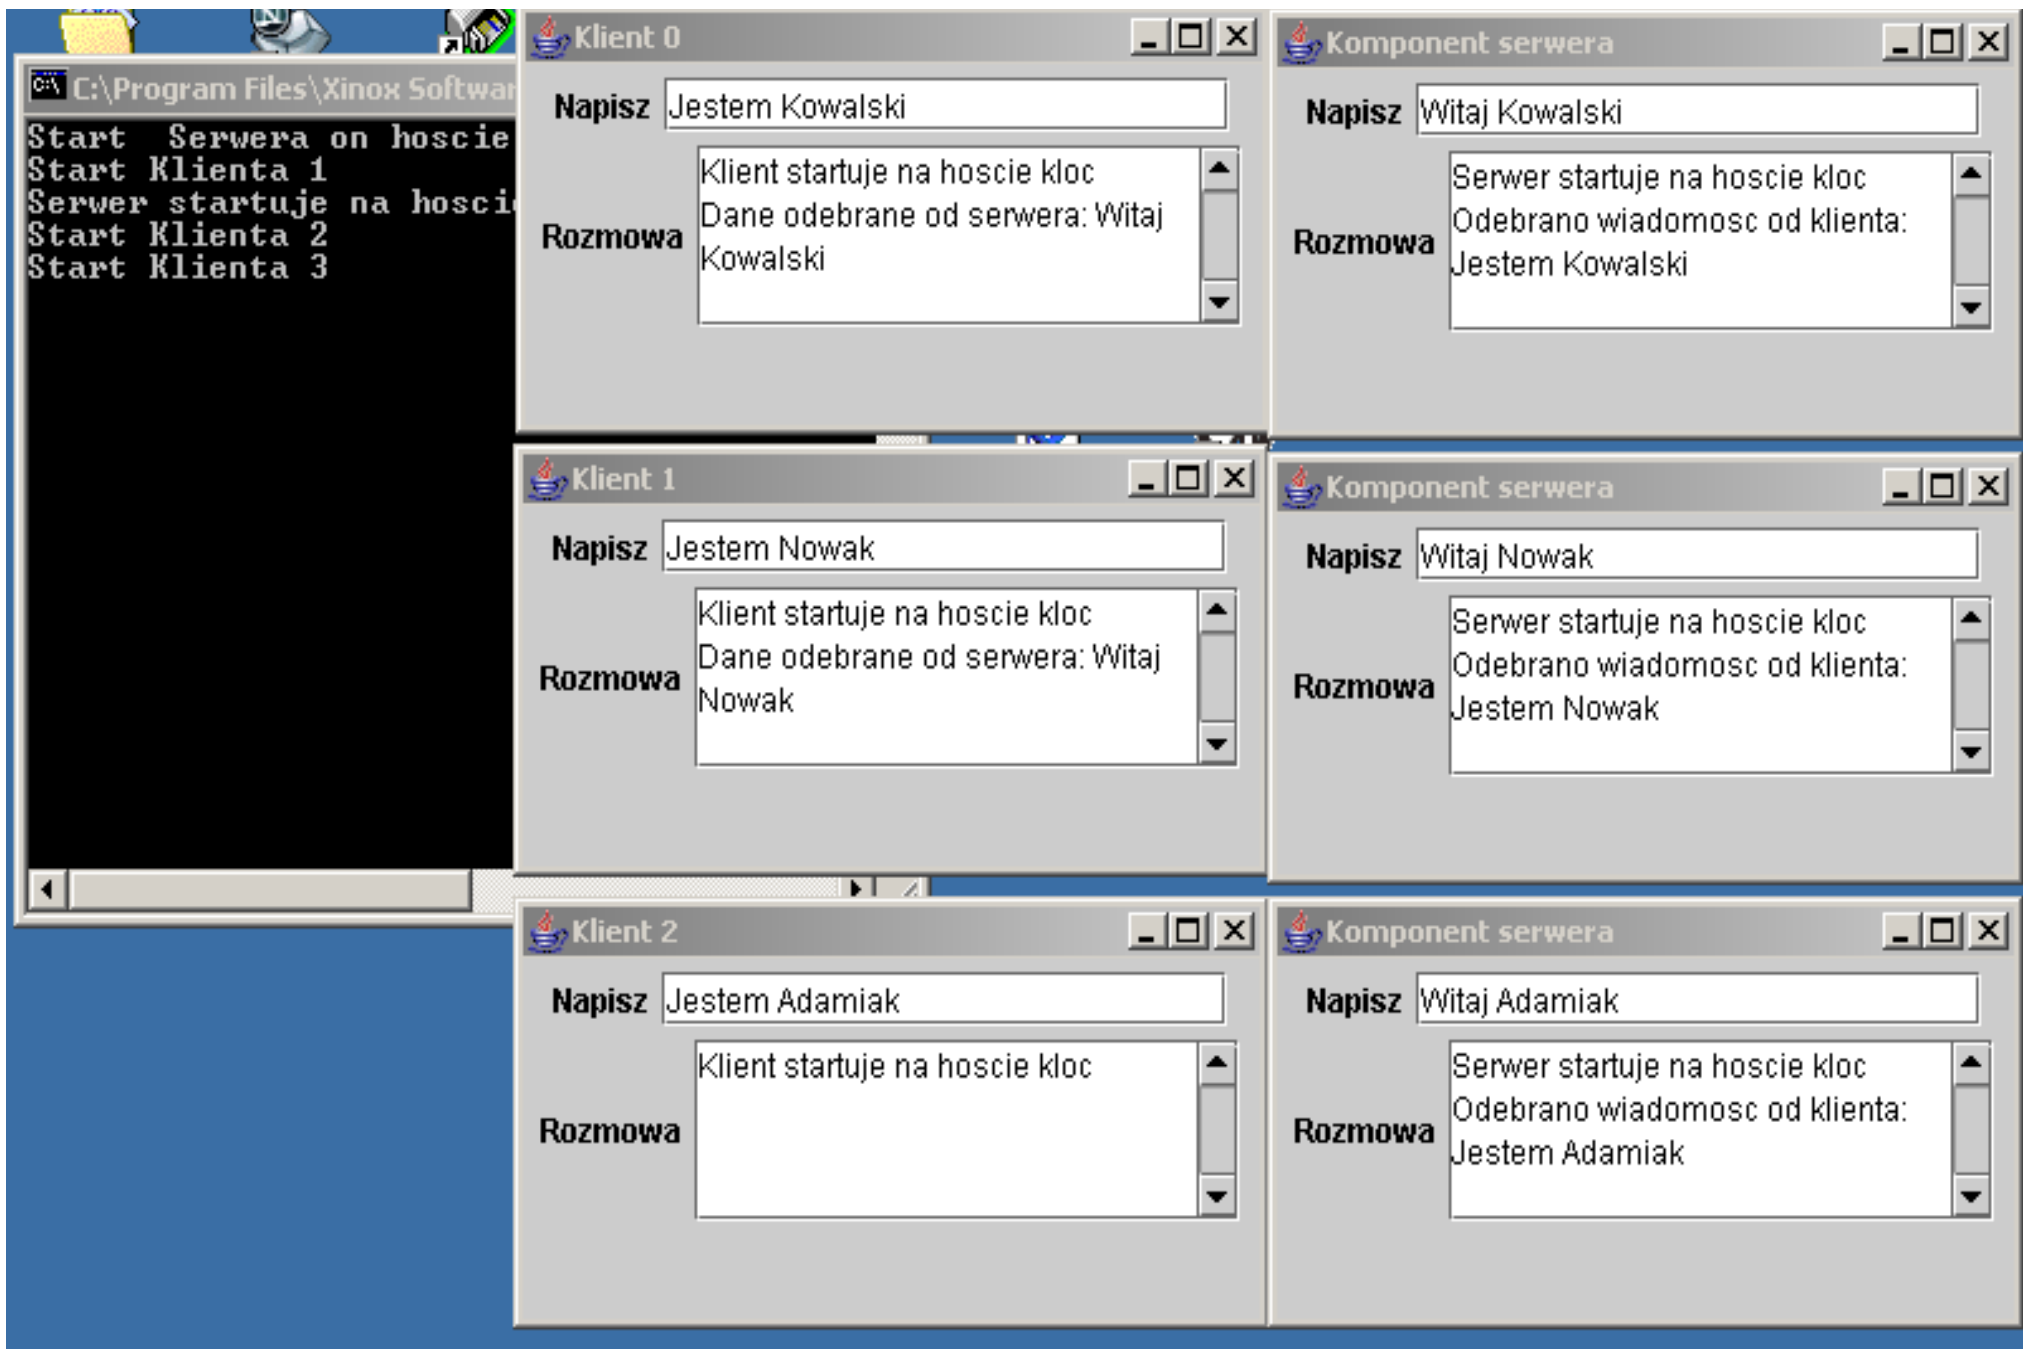 C:\Program Files\Xinox Softwar
Start  Serwera on hoscie
Start Klienta 1
Serwer startuje na hosci
Start Klienta 2
Start Klienta 3
Klient 0
Napisz Jestem Kowalski
Rozmowa
Klient startuje na hoscie kloc
Dane odebrane od serwera: Witaj
Kowalski
Komponent serwera
Napisz Witaj Kowalski
Rozmowa
Serwer startuje na hoscie kloc
Odebrano wiadomosc od klienta:
Jestem Kowalski
Klient 1
Napisz Jestem Nowak
Rozmowa
Klient startuje na hoscie kloc
Dane odebrane od serwera: Witaj
Nowak
Komponent serwera
Napisz Witaj Nowak
Rozmowa
Serwer startuje na hoscie kloc
Odebrano wiadomosc od klienta:
Jestem Nowak
Klient 2
Napisz Jestem Adamiak
Rozmowa
Klient startuje na hoscie kloc
Komponent serwera
Napisz Witaj Adamiak
Rozmowa
Serwer startuje na hoscie kloc
Odebrano wiadomosc od klienta:
Jestem Adamiak